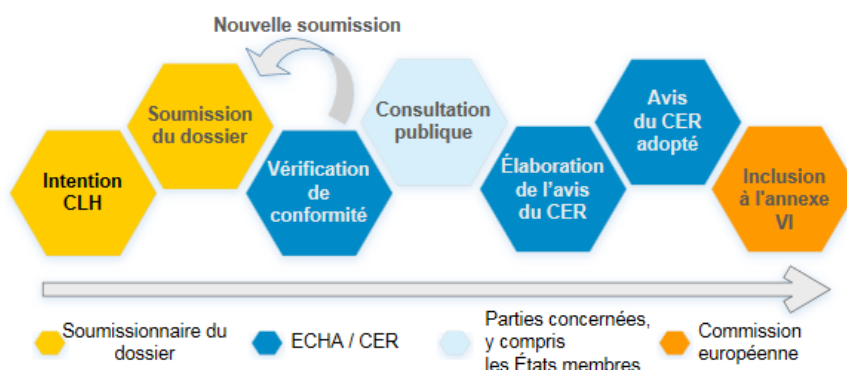 Nouvelle soumission
Intention
CLH
Soumission
du dossier
Vérification
de
conformité
Consultation
publique
Élaboration
de l'avis
du CER
Avis
du CER
adopté
Inclusion
à l'annexe
VI
Soumissionnaire du
dossier
ECHA / CER
Parties concernées,
y compris
les États membres
Commission
européenne